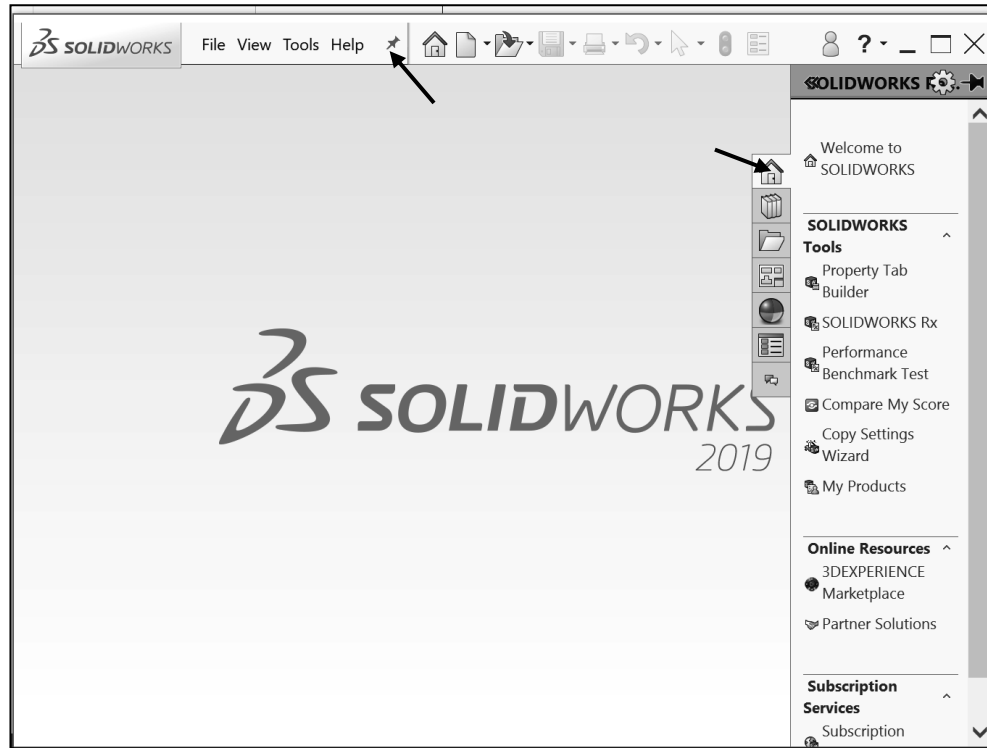 SOLIDWORKS File View Tools Help ?
SOLIDWORKS
Welcome to
SOLIDWORKS
SOLIDWORKS
Tools
Property Tab
Builder
SOLIDWORKS Rx
Performance
Benchmark Test
Compare My Score
Copy Settings
Wizard
My Products
Online Resources
3DEXPERIENCE
Marketplace
Partner Solutions
Subscription
Services
Subscription
SOLIDWORKS
2019